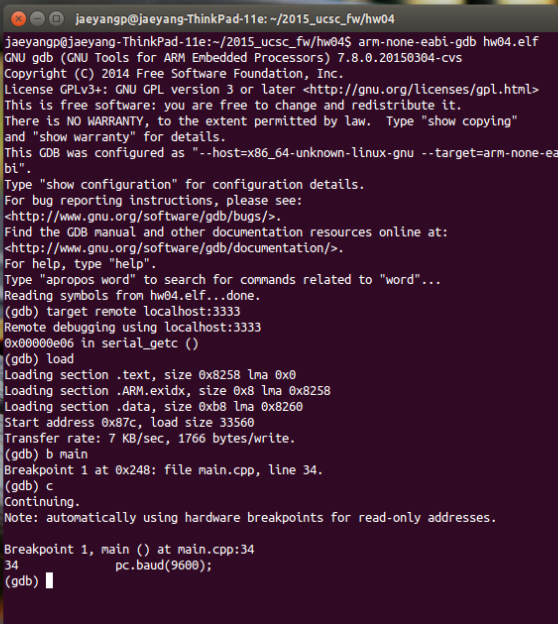 jaeyangp@jaeyang-ThinkPad-11e: ~/2015_ucsc_fw/hw04
jaeyangp@jaeyang-ThinkPad-11e:~/2015_ucsc_fw/hw04$ arm-none-eabi-gdb hw04.elf
GNU gdb (GNU Tools for ARM Embedded Processors) 7.8.0.20150304-cvs
Copyright (C) 2014 Free Software Foundation, Inc.
License GPLv3+: GNU GPL version 3 or later <http://gnu.org/licenses/gpl.html>
This is free software: you are free to change and redistribute it.
There is NO WARRANTY, to the extent permitted by law.  Type "show copying"
and "show warranty" for details.
This GDB was configured as "--host=x86_64-unknown-linux-gnu --target=arm-none-ea
bi".
Type "show configuration" for configuration details.
For bug reporting instructions, please see:
<http://www.gnu.org/software/gdb/bugs/>.
Find the GDB manual and other documentation resources online at:
<http://www.gnu.org/software/gdb/documentation/>.
For help, type "help".
Type "apropos word" to search for commands related to "word"...
Reading symbols from hw04.elf...done.
(gdb) target remote localhost:3333
Remote debugging using localhost:3333
0x00000e06 in serial_getc ()
(gdb) load
Loading section .text, size 0x8258 lma 0x0
Loading section .ARM.exidx, size 0x8 lma 0x8258
Loading section .data, size 0xb8 lma 0x8260
Start address 0x87c, load size 33560
Transfer rate: 7 KB/sec, 1766 bytes/write.
(gdb) b main
Breakpoint 1 at 0x248: file main.cpp, line 34.
(gdb) c
Continuing.
Note: automatically using hardware breakpoints for read-only addresses.
Breakpoint 1, main () at main.cpp:34
34 pc.baud(9600);
(gdb)